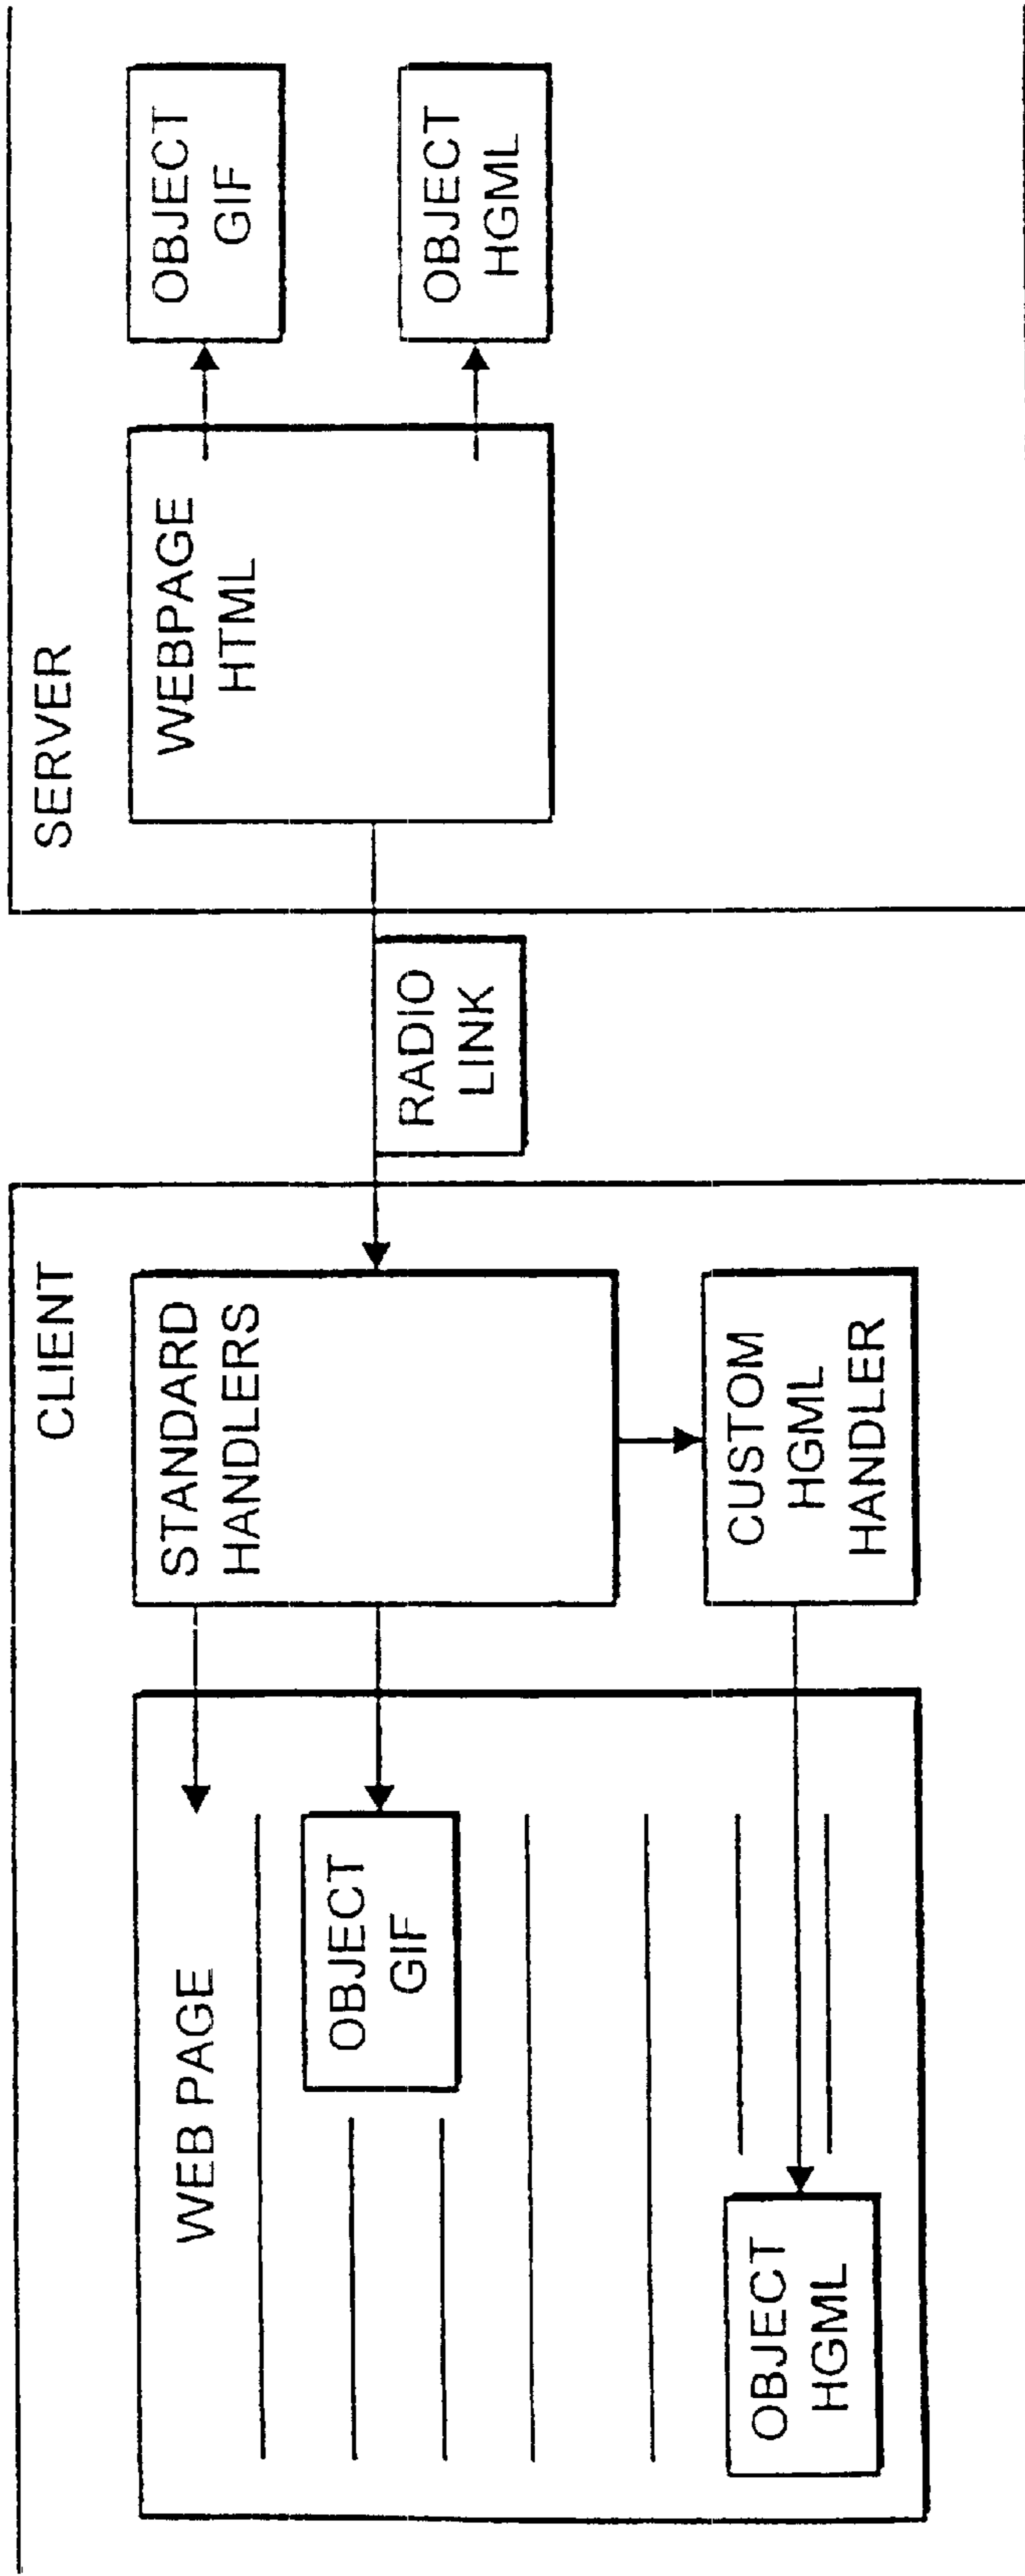 CLIENT
WEB PAGE
OBJECT
GIF
OBJECT
HGML
STANDARD
HANDLERS
CUSTOM
HGML
HANDLER
RADIO
LINK
SERVER
WEBPAGE
HTML
OBJECT
GIF
OBJECT
HGML